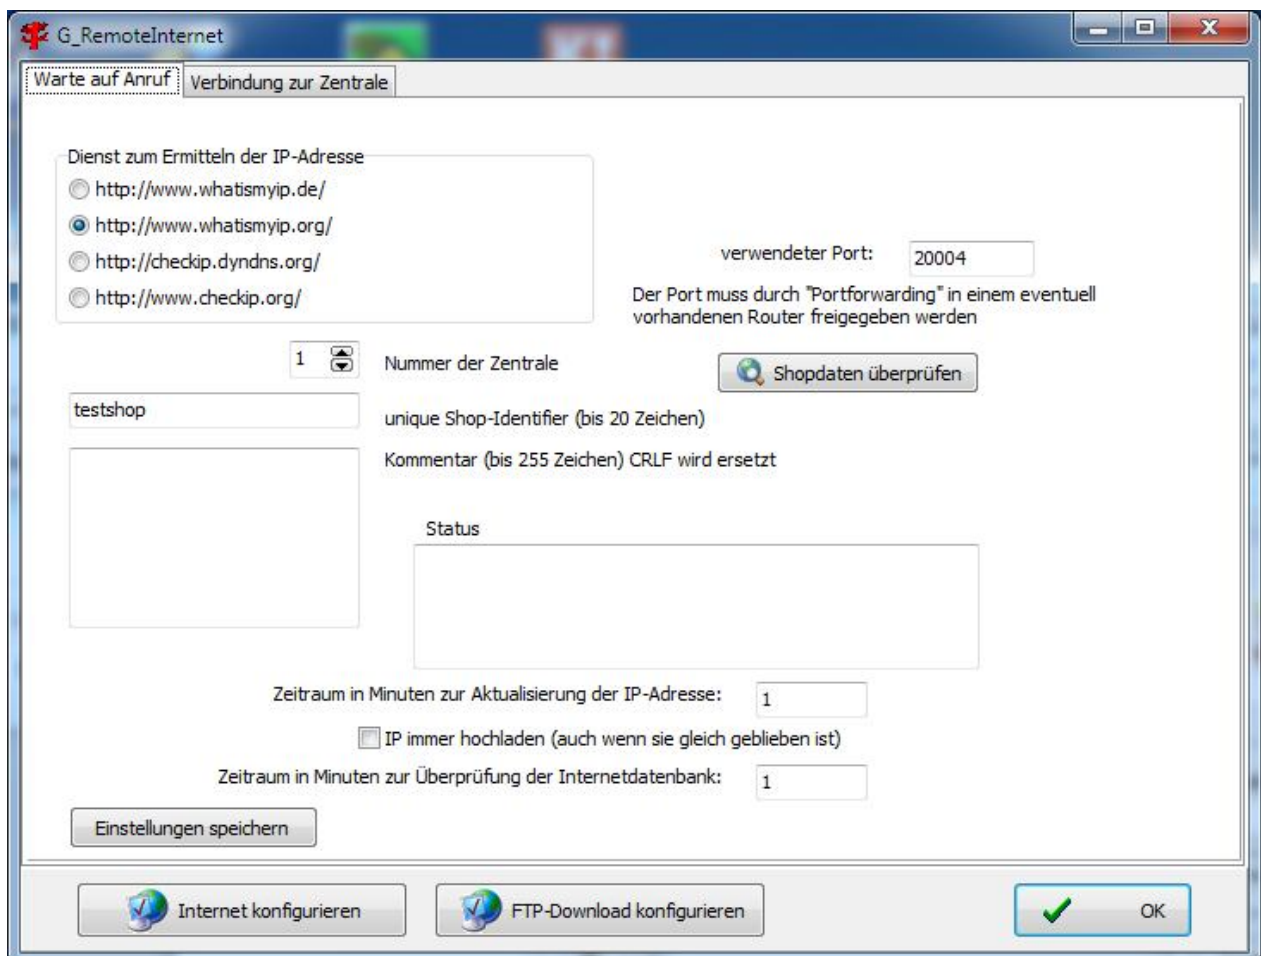 G_RemoteInternet
Warte auf Anruf
Verbindung zur Zentrale
Dienst zum Ermitteln der IP-Adresse
http://www.whatismyip.de/
http://www.whatismyip.org/
http://checkip.dyndns.org/
http://www.checkip.org/
verwendeter Port:
20004
Der Port muss durch "Portforwarding" in einem eventuell
vorhandenen Router freigegeben werden
1
Nummer der Zentrale
Shopdaten überprüfen
testshop
unique Shop-Identifier (bis 20 Zeichen)
Kommentar (bis 255 Zeichen) CRLF wird ersetzt
Status
Zeitraum in Minuten zur Aktualisierung der IP-Adresse:
1
IP immer hochladen (auch wenn sie gleich geblieben ist)
Zeitraum in Minuten zur Überprüfung der Internetdatenbank:
1
Einstellungen speichern
Internet konfigurieren
FTP-Download konfigurieren
OK